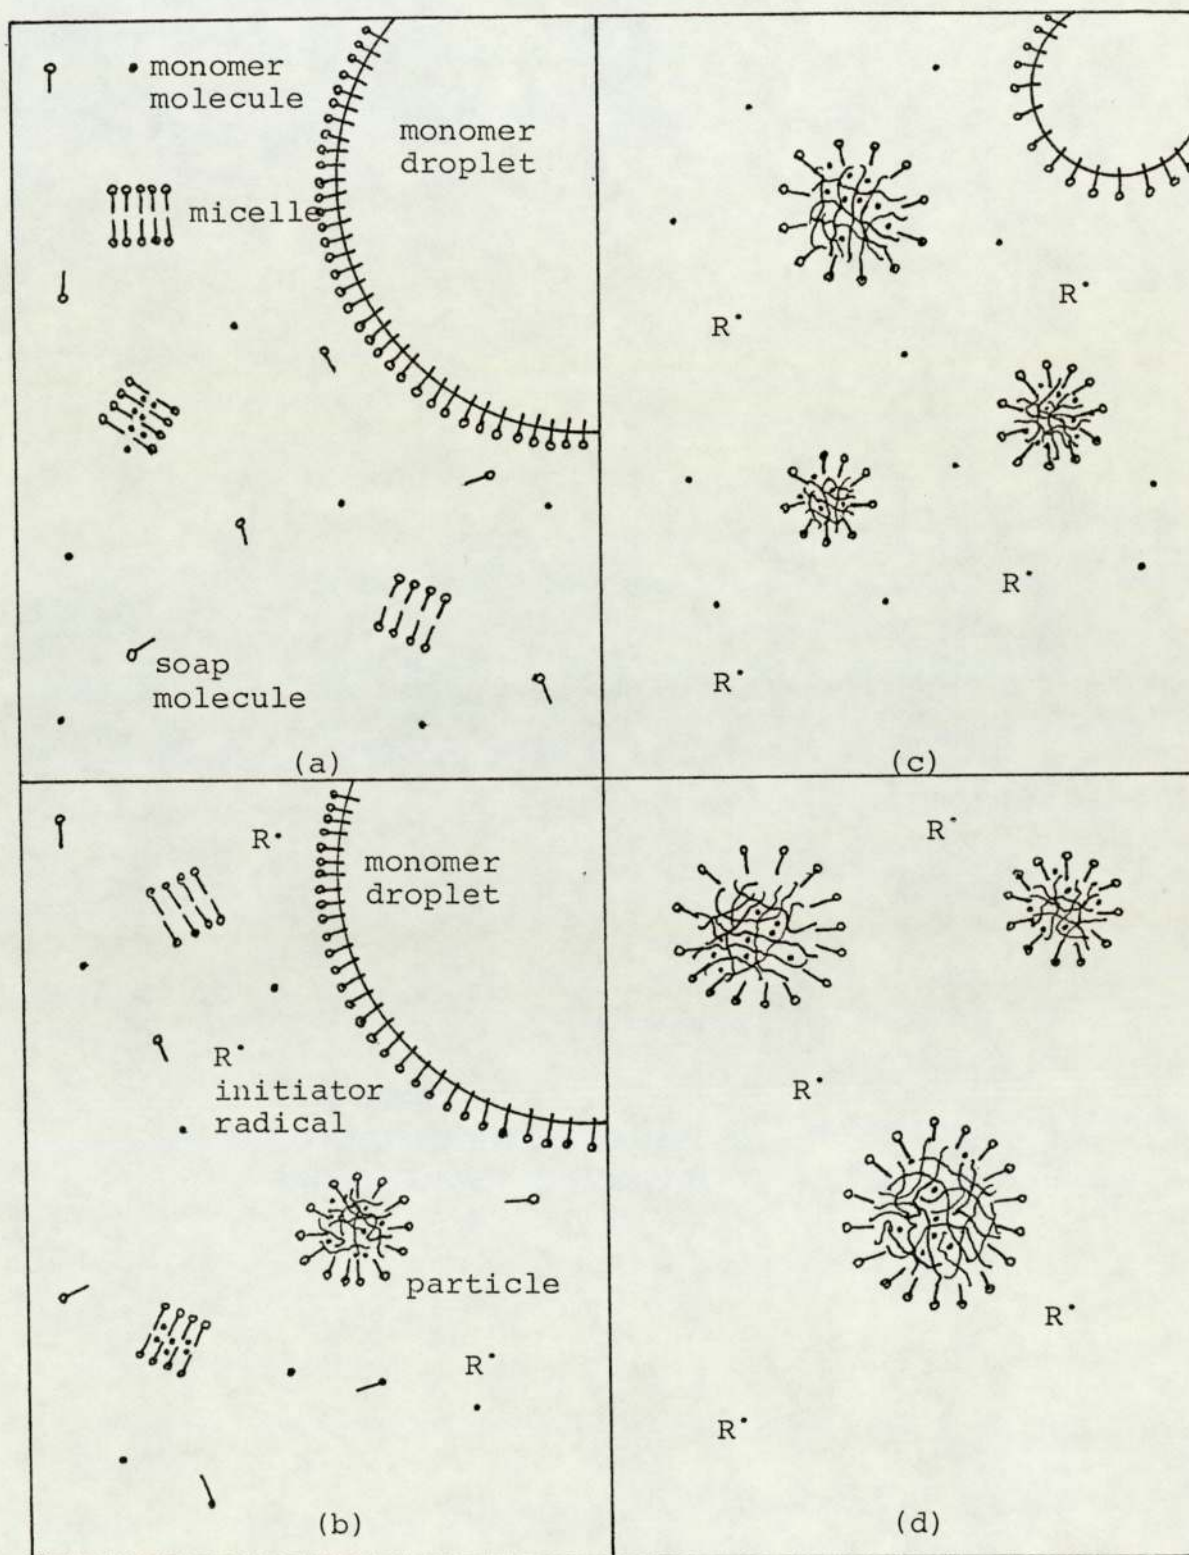 monomer
molecule
monomer
droplet
micelle
soap
molecule
(a)
R•
monomer
droplet
R•
initiator
radical
particle
R•
(b)
R•
R•
R•
R•
(c)
R•
R•
R•
R•
(d)